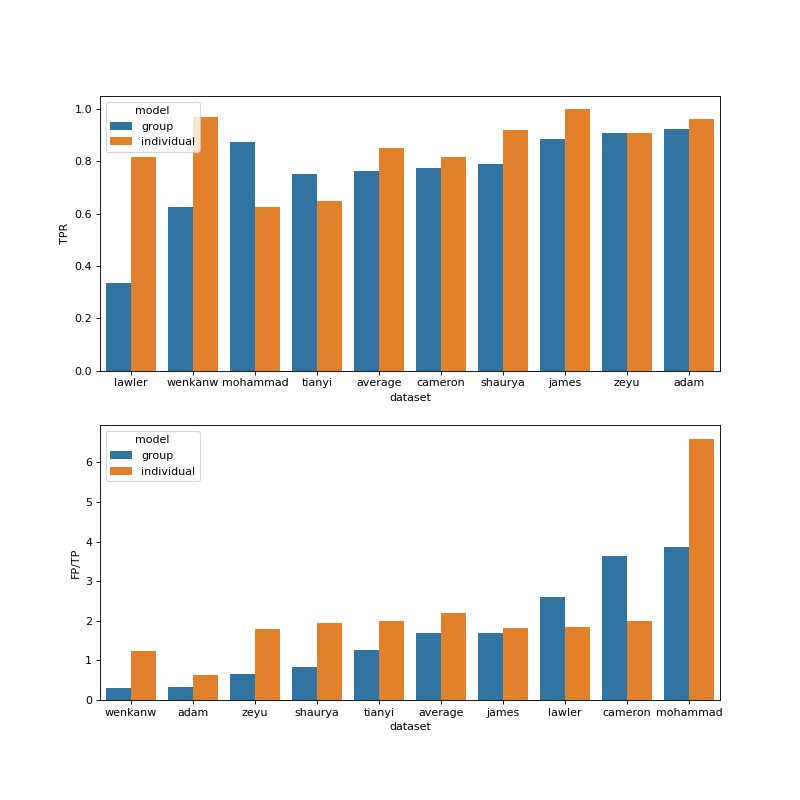 model
group
individual
TPR
1.0
0.8
0.6
0.4
0.2
0.0
lawler wenkanw mohammad tianyi average cameron shaurya james zeyu adam
dataset
model
group
individual
FP/TP
6
5
4
3
2
1
0
wenkanw adam zeyu shaurya tianyi average james lawler cameron mohammad
dataset